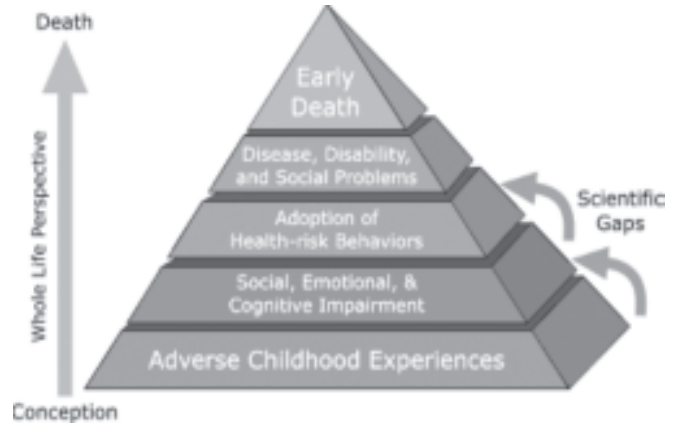 Death
Early
Death
Disease, Disability,
and Social Problems
Adoption of
Health-risk Behaviors
Social, Emotional, &
Cognitive Impairment
Adverse Childhood Experiences
Scientific
Gaps
Whole Life Perspective
Conception